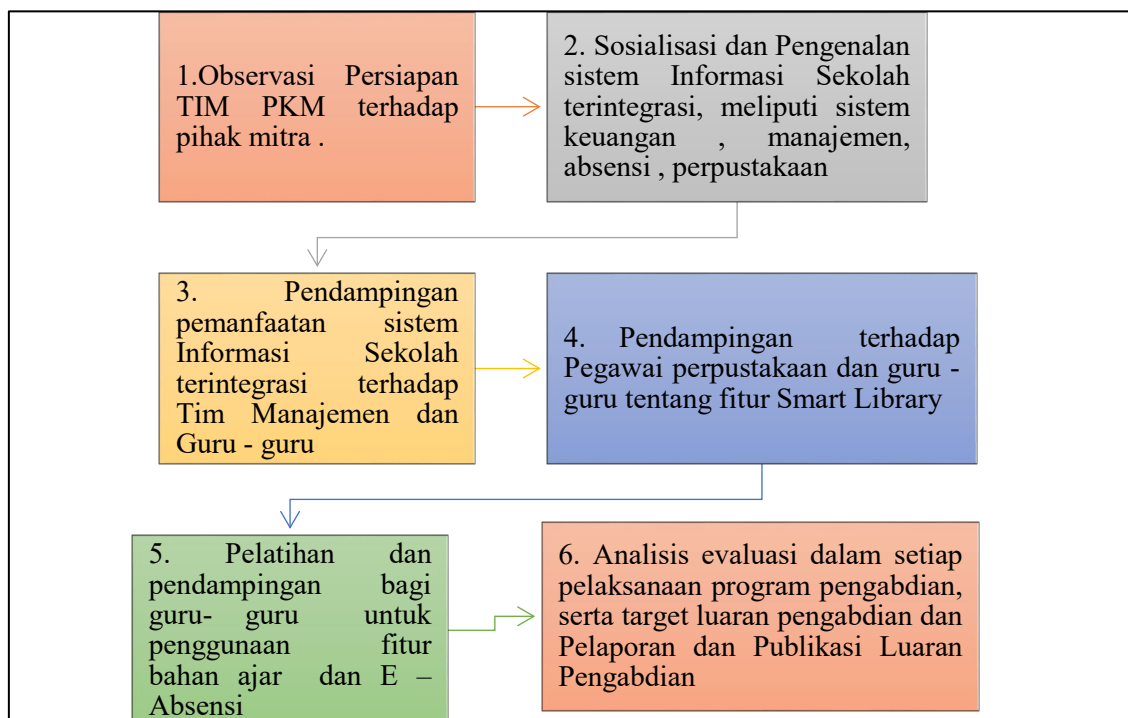 1.Observasi Persiapan
TIM PKM terhadap
pihak mitra .
2. Sosialisasi dan Pengenalan
sistem Informasi Sekolah
terintegrasi, meliputi sistem
keuangan , manajemen,
absensi , perpustakaan
3. Pendampingan
pemanfaatan sistem
Informasi Sekolah
terintegrasi terhadap
Tim Manajemen dan
Guru - guru
4. Pendampingan terhadap
Pegawai perpustakaan dan guru -
guru tentang fitur Smart Library
5. Pelatihan dan
pendampingan bagi
guru- guru untuk
penggunaan fitur
bahan ajar dan E –
Absensi
6. Analisis evaluasi dalam setiap
pelaksanaan program pengabdian,
serta target luaran pengabdian dan
Pelaporan dan Publikasi Luaran
Pengabdian